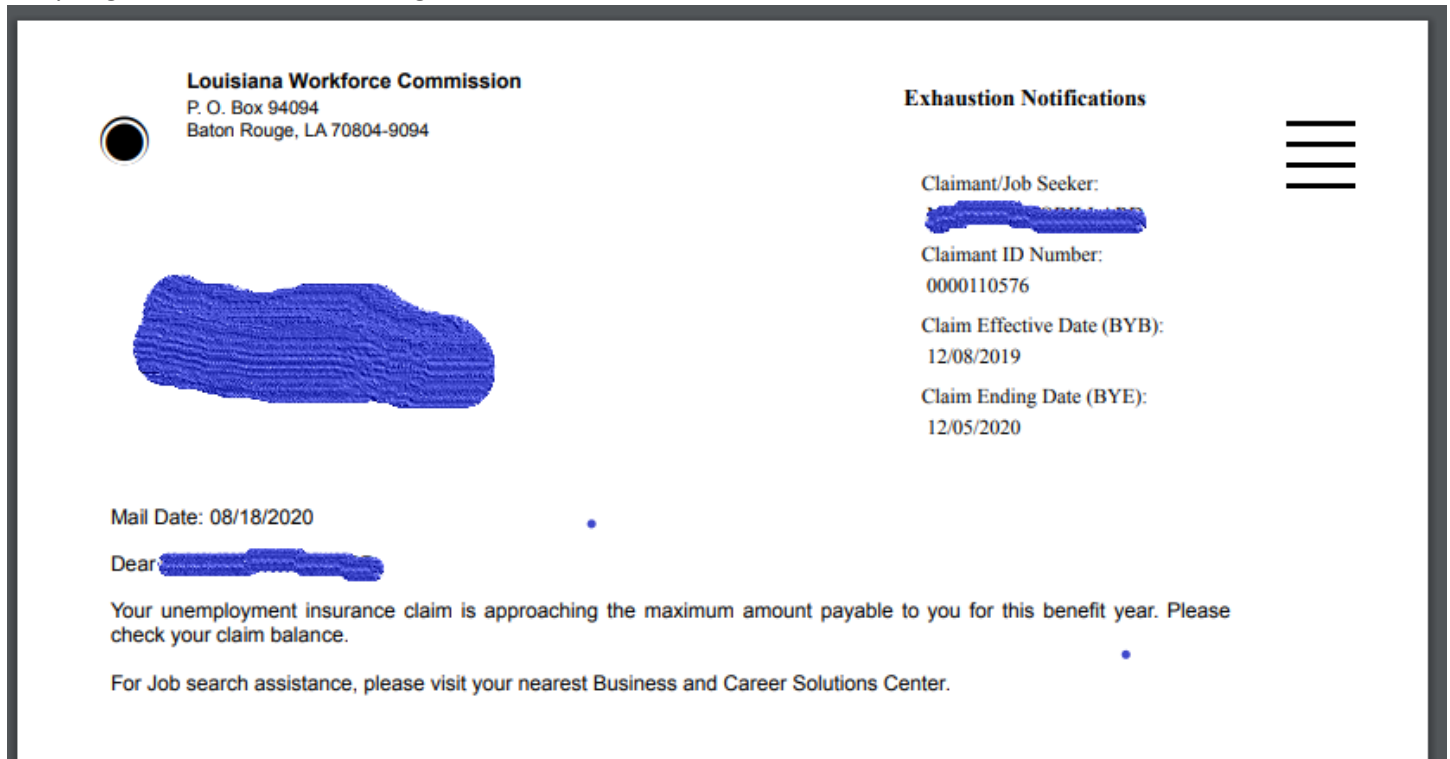 Louisiana Workforce Commission
P. O. Box 94094
Baton Rouge, LA 70804-9094
Exhaustion Notifications
Claimant/Job Seeker:
Claimant ID Number:
0000110576
Claim Effective Date (BYB):
12/08/2019
Claim Ending Date (BYE):
12/05/2020
Mail Date: 08/18/2020
Dear
Your unemployment insurance claim is approaching the maximum amount payable to you for this benefit year. Please
check your claim balance.
For Job search assistance, please visit your nearest Business and Career Solutions Center.